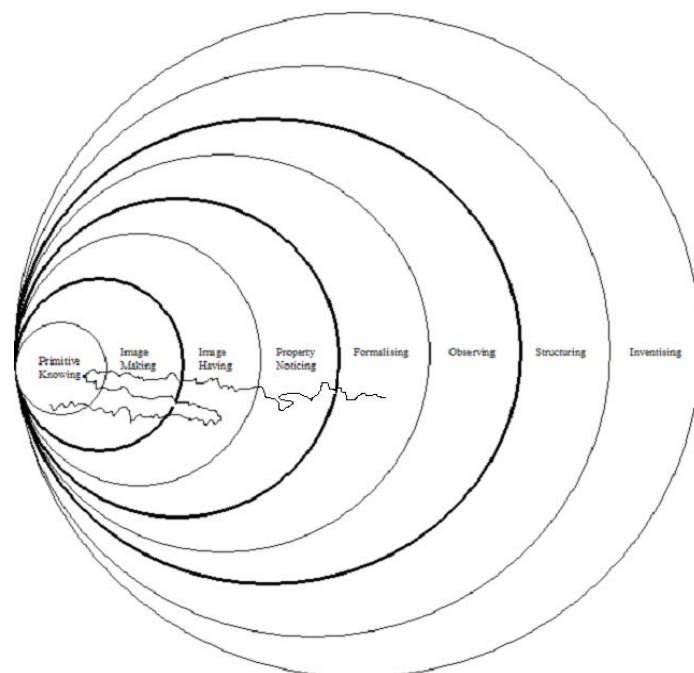 Primitive
Knowing
Image
Making
Image
Having
Property
Noticing
Formalising
Observing
Structuring
Inventising